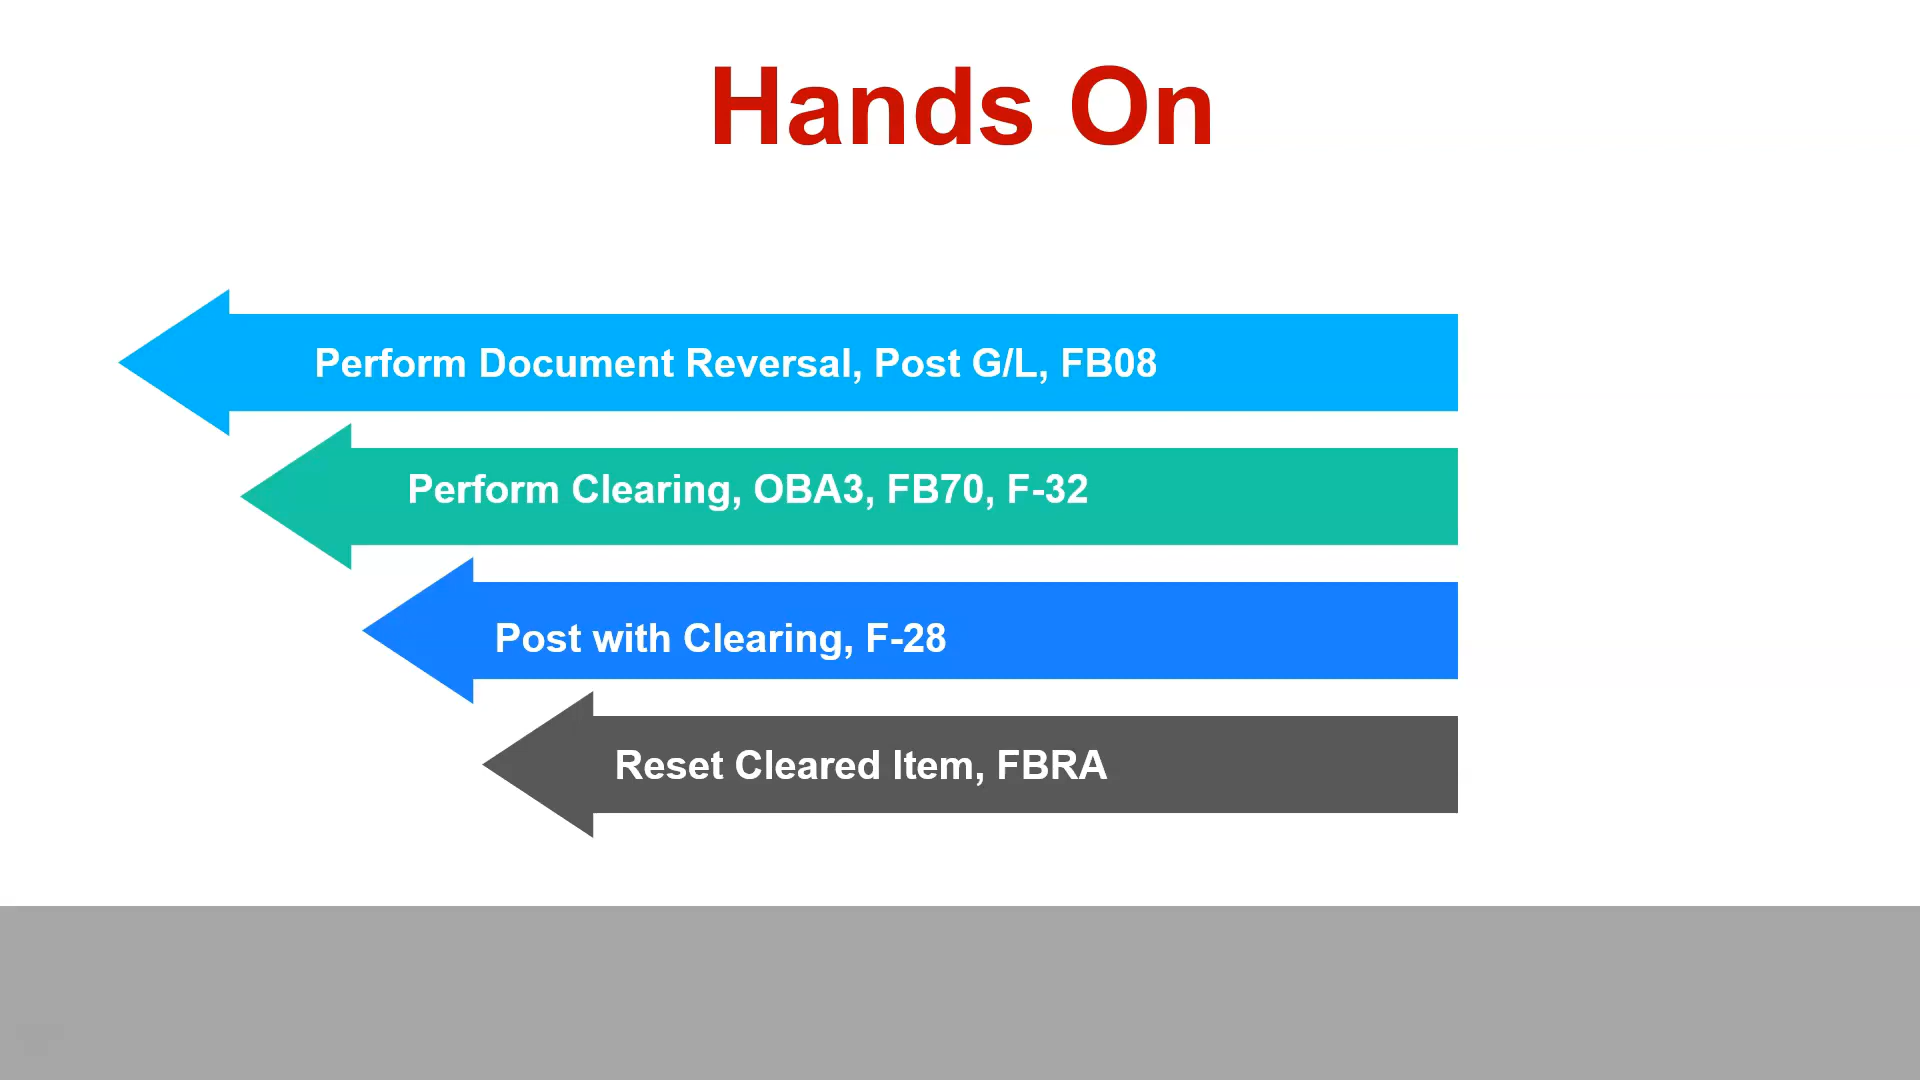 Hands On
Perform Document Reversal, Post G/L, FB08
Perform Clearing, OBA3, FB70, F-32
Post with Clearing, F-28
Reset Cleared Item, FBRA